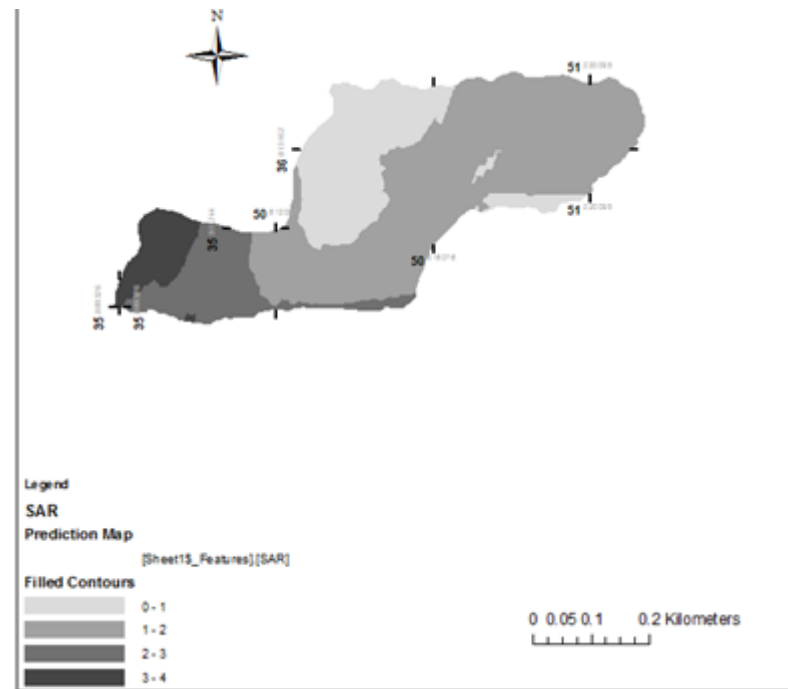 N
51
36
50
35
51
50
35
35
Legend
SAR
Prediction Map
[Sheet1$_Features].[SAR]
Filled Contours
0 - 1
1 - 2
2 - 3
3 - 4
0 0.05 0.1 0.2 Kilometers